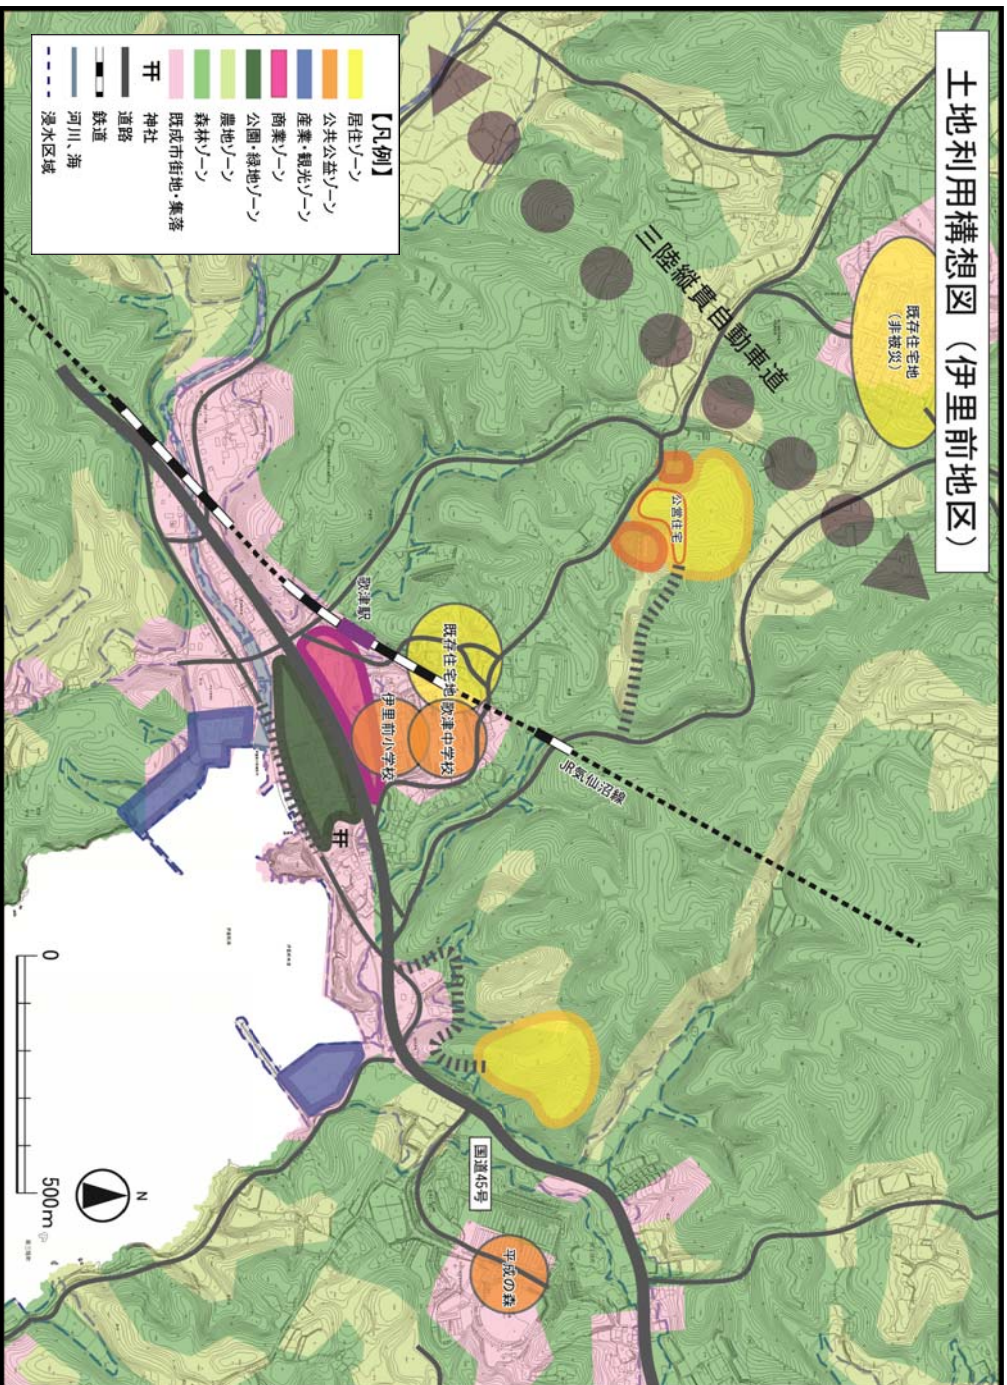 土地利用構想図（伊里前地区）
【凡例】
居住ゾーン
公共公益ゾーン
産業・観光ゾーン
商業ゾーン
公園・緑地ゾーン
農地ゾーン
森林ゾーン
既成市街地・集落
神社
道路
鉄道
河川、海
浸水区域
既存住宅地
（非被災）
三陸縦貫自動車道
公営住宅
歌津駅
既存住宅地
歌津中学校
伊里前小学校
JR気仙沼線
国道45号
平成の森
0
500m
N